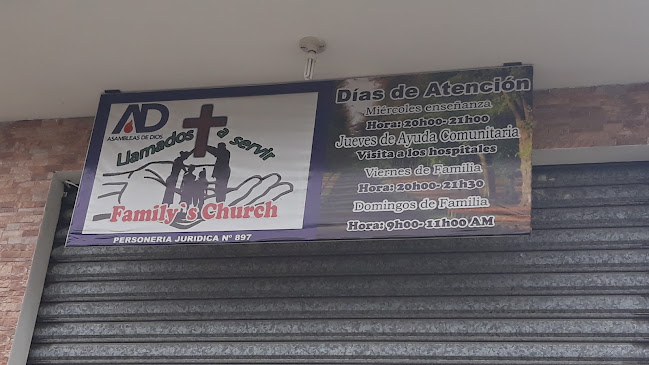 AD
ASAMBLEAS DE DIOS
Llamados a servir
Family's Church
PERSONERIA JURIDICA Nº 897
Días de Atención
Miércoles enseñanza
Hora: 20h00- 21h00
Jueves de Ayuda Comunitaria
Visita a los hospitales
Viernes de Familia
Hora: 20h00- 21h30
Domingos de Familia
Hora: 9h00- 11h00 AM